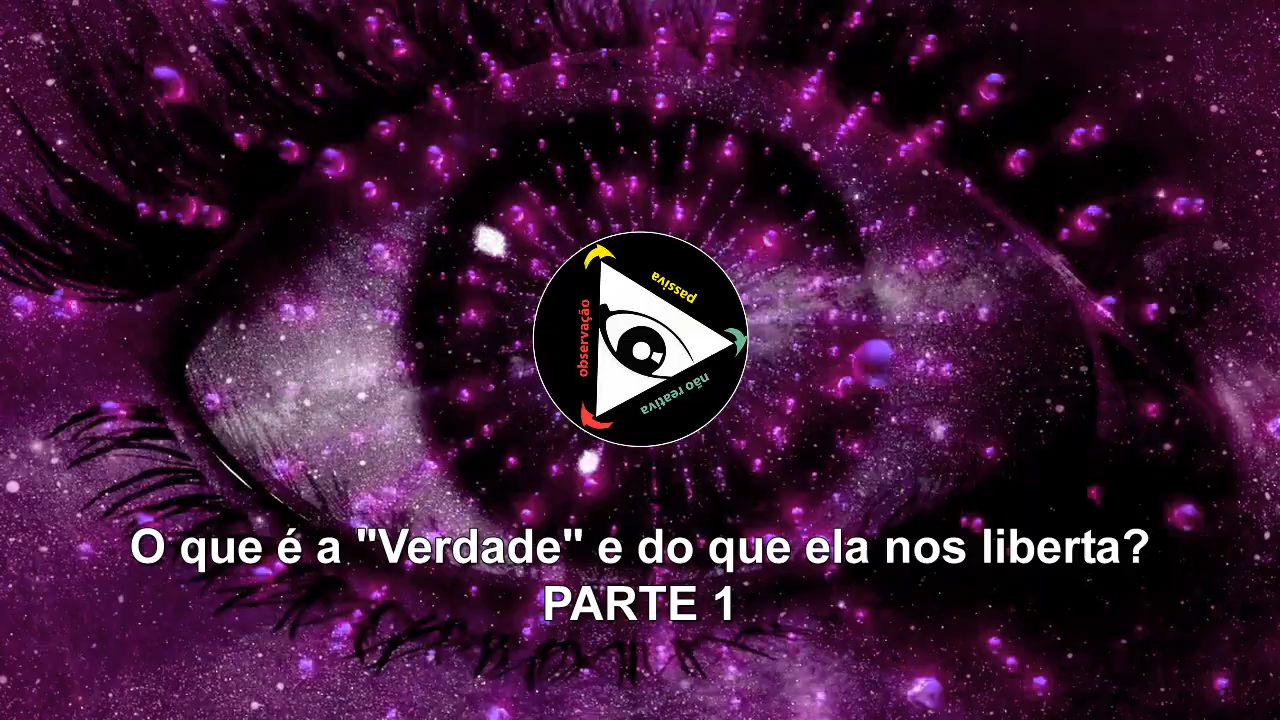 passiva
observação
não reativa
O que é a "Verdade" e do que ela nos liberta?
PARTE 1